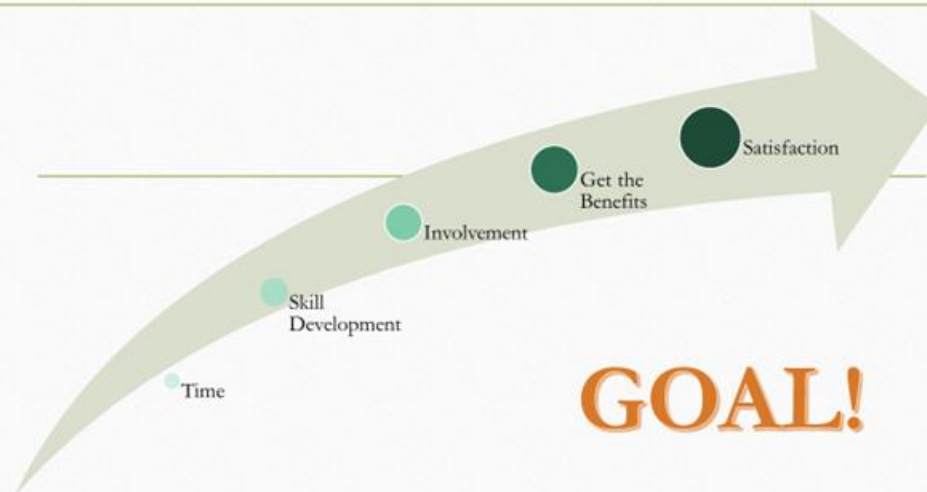 Satisfaction
Get the
Benefits
Involvement
Skill
Development
Time
GOAL!